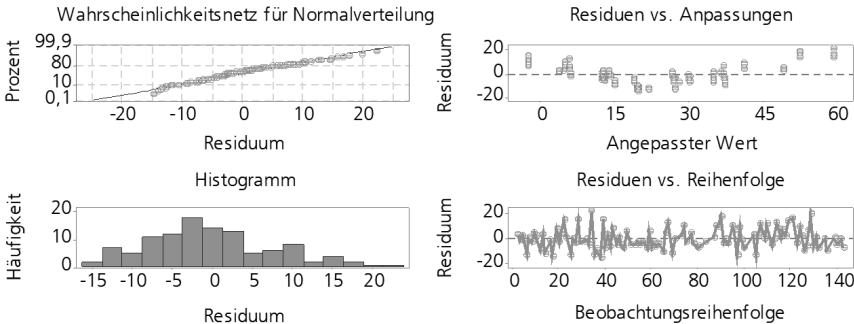 Wahrscheinlichkeitsnetz für Normalverteilung
Prozent
99,9
80
10
0,1
-20 -10 0 10 20
Residuum
Residuen vs. Anpassungen
Residuum
20
0
-20
0 15 30 45 60
Angepasster Wert
Histogramm
Häufigkeit
20
10
0
-15 -10 -5 0 5 10 15 20
Residuum
Residuen vs. Reihenfolge
Residuum
20
0
-20
0 20 40 60 80 100 120 140
Beobachtungsreihenfolge